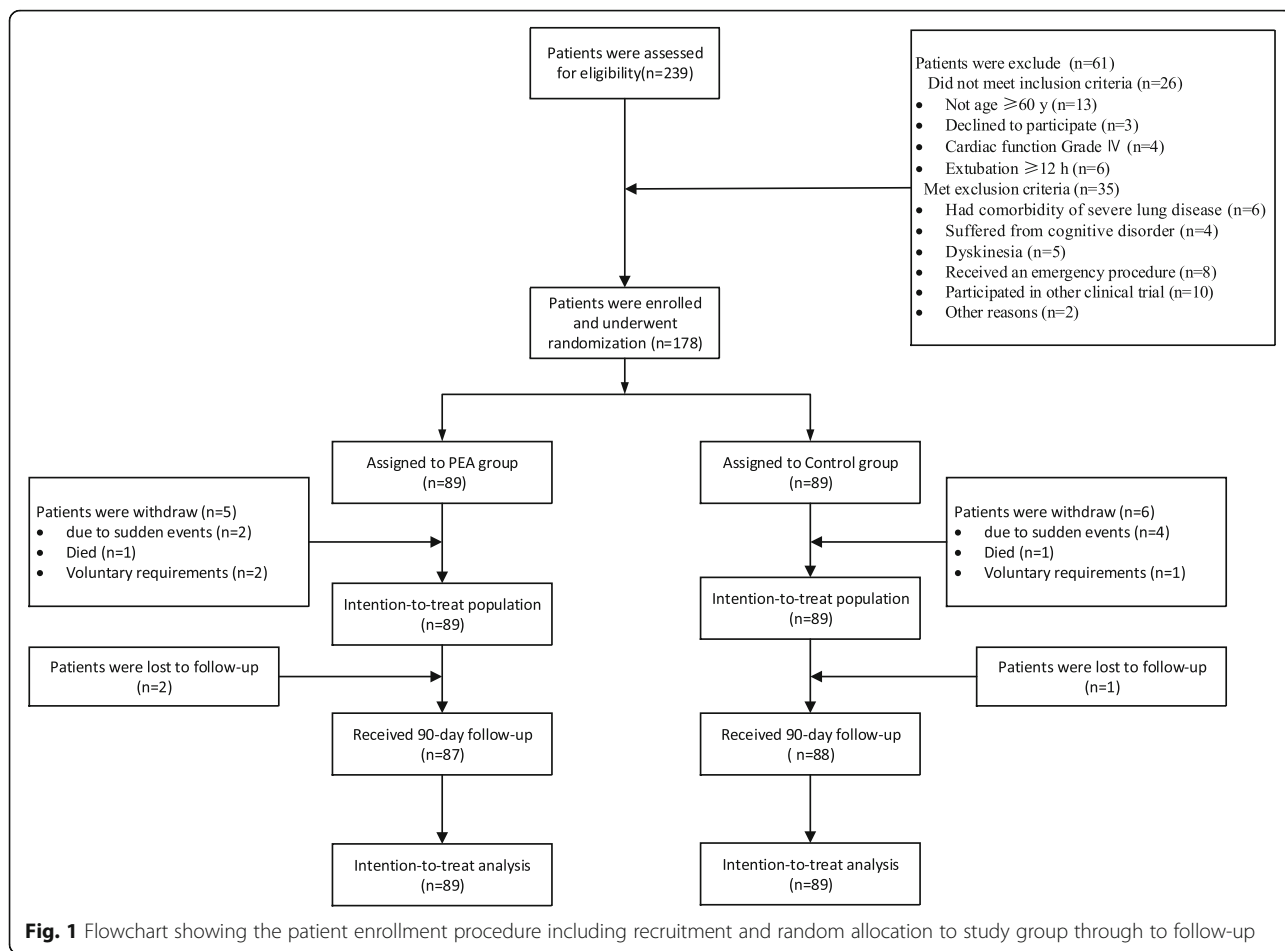 Patients were assessed
for eligibility(n=239)
Patients were exclude (n=61)
Did not meet inclusion criteria (n=26)
• Not age ≥60 y (n=13)
• Declined to participate (n=3)
• Cardiac function Grade Ⅳ (n=4)
• Extubation ≥12 h (n=6)
Met exclusion criteria (n=35)
• Had comorbidity of severe lung disease (n=6)
• Suffered from cognitive disorder (n=4)
• Dyskinesia (n=5)
• Received an emergency procedure (n=8)
• Participated in other clinical trial (n=10)
• Other reasons (n=2)
Patients were enrolled
and underwent
randomization (n=178)
Assigned to PEA group
(n=89)
Assigned to Control group
(n=89)
Patients were withdraw (n=5)
• due to sudden events (n=2)
• Died (n=1)
• Voluntary requirements (n=2)
Patients were withdraw (n=6)
• due to sudden events (n=4)
• Died (n=1)
• Voluntary requirements (n=1)
Intention-to-treat population
(n=89)
Intention-to-treat population
(n=89)
Patients were lost to follow-up
(n=2)
Patients were lost to follow-up
(n=1)
Received 90-day follow-up
(n=87)
Received 90-day follow-up
( n=88)
Intention-to-treat analysis
(n=89)
Intention-to-treat analysis
(n=89)
Fig. 1 Flowchart showing the patient enrollment procedure including recruitment and random allocation to study group through to follow-up